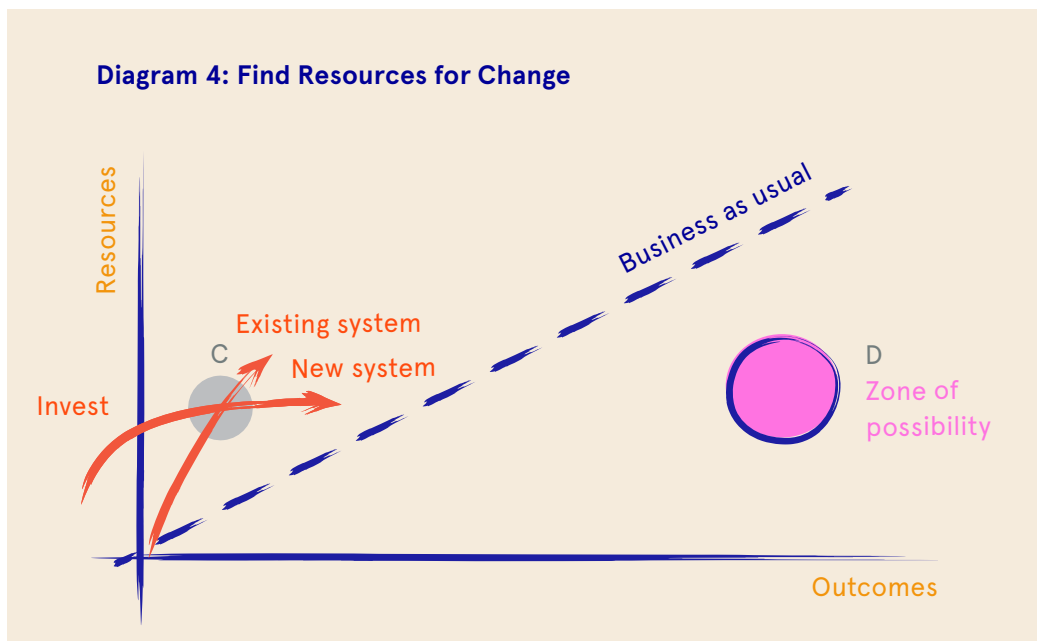 Diagram 4: Find Resources for Change
Resources
Business as usual
Existing system
C
New system
Invest
D
Zone of
possibility
Outcomes